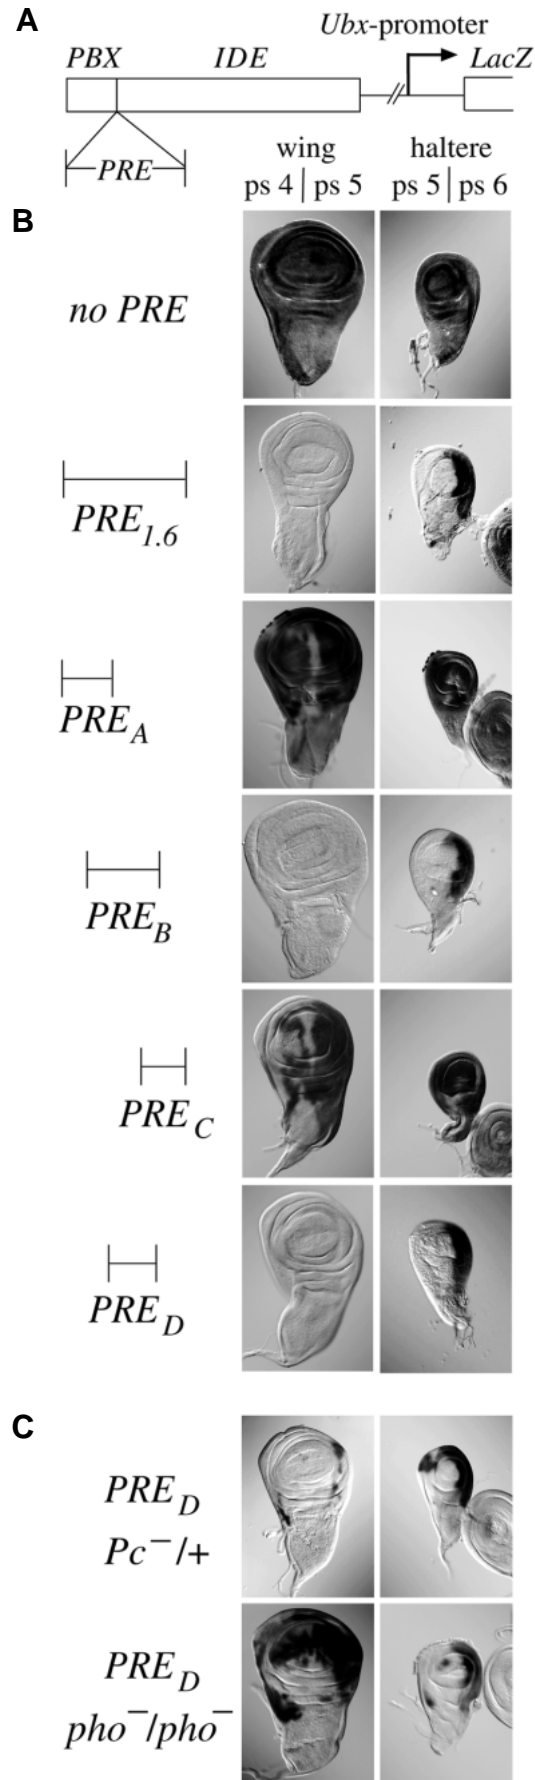 A
Ubx-promoter
PBX IDE LacZ
PRE
wing haltere
ps 4 | ps 5 ps 5 | ps 6
B
no PRE
PRE1.6
PREA
PREB
PREC
PRED
C
PRED
Pc−/+
PRED
pho−/pho−